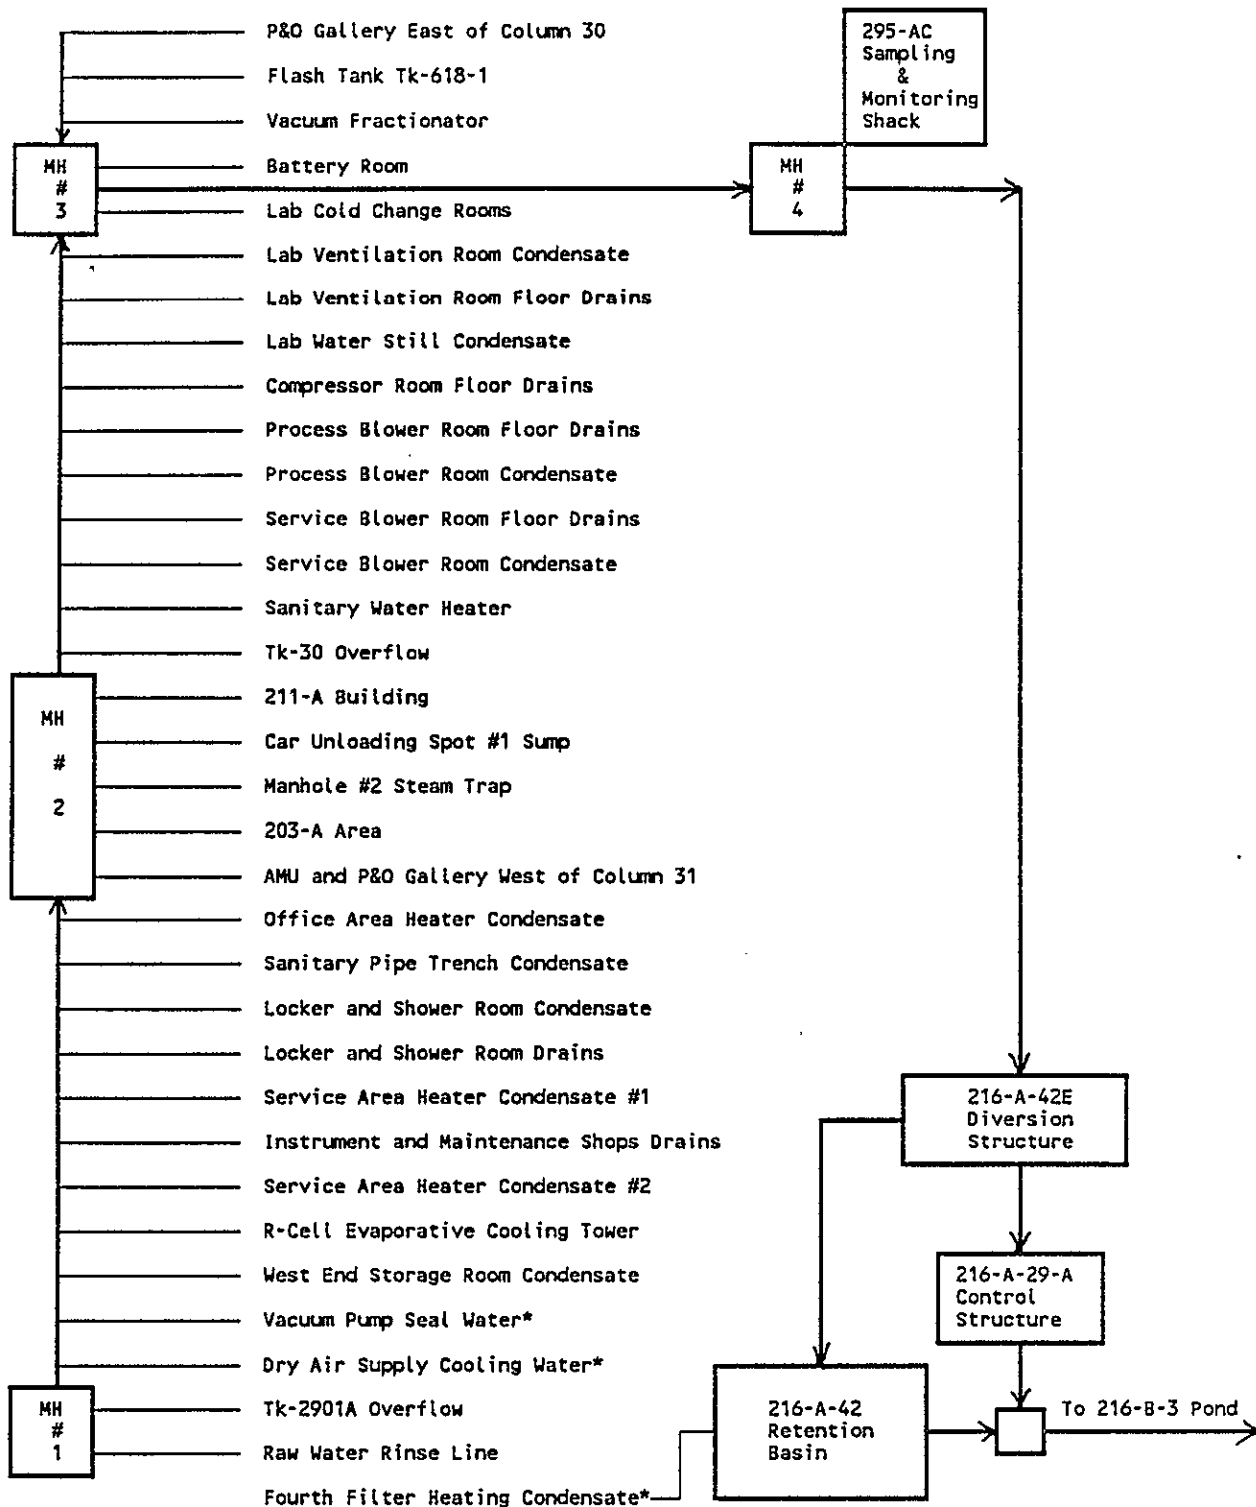 P&O Gallery East of Column 30
Flash Tank Tk-618-1
Vacuum Fractionator
Battery Room
Lab Cold Change Rooms
Lab Ventilation Room Condensate
Lab Ventilation Room Floor Drains
Lab Water Still Condensate
Compressor Room Floor Drains
Process Blower Room Floor Drains
Process Blower Room Condensate
Service Blower Room Floor Drains
Service Blower Room Condensate
Sanitary Water Heater
Tk-30 Overflow
211-A Building
Car Unloading Spot #1 Sump
Manhole #2 Steam Trap
203-A Area
AMU and P&O Gallery West of Column 31
Office Area Heater Condensate
Sanitary Pipe Trench Condensate
Locker and Shower Room Condensate
Locker and Shower Room Drains
Service Area Heater Condensate #1
Instrument and Maintenance Shops Drains
Service Area Heater Condensate #2
R-Cell Evaporative Cooling Tower
West End Storage Room Condensate
Vacuum Pump Seal Water*
Dry Air Supply Cooling Water*
Tk-2901A Overflow
Raw Water Rinse Line
Fourth Filter Heating Condensate*
MH
#
3
MH
#
2
MH
#
1
MH
#
4
295-AC
Sampling
&
Monitoring
Shack
216-A-42E
Diversion
Structure
216-A-29-A
Control
Structure
216-A-42
Retention
Basin
To 216-B-3 Pond